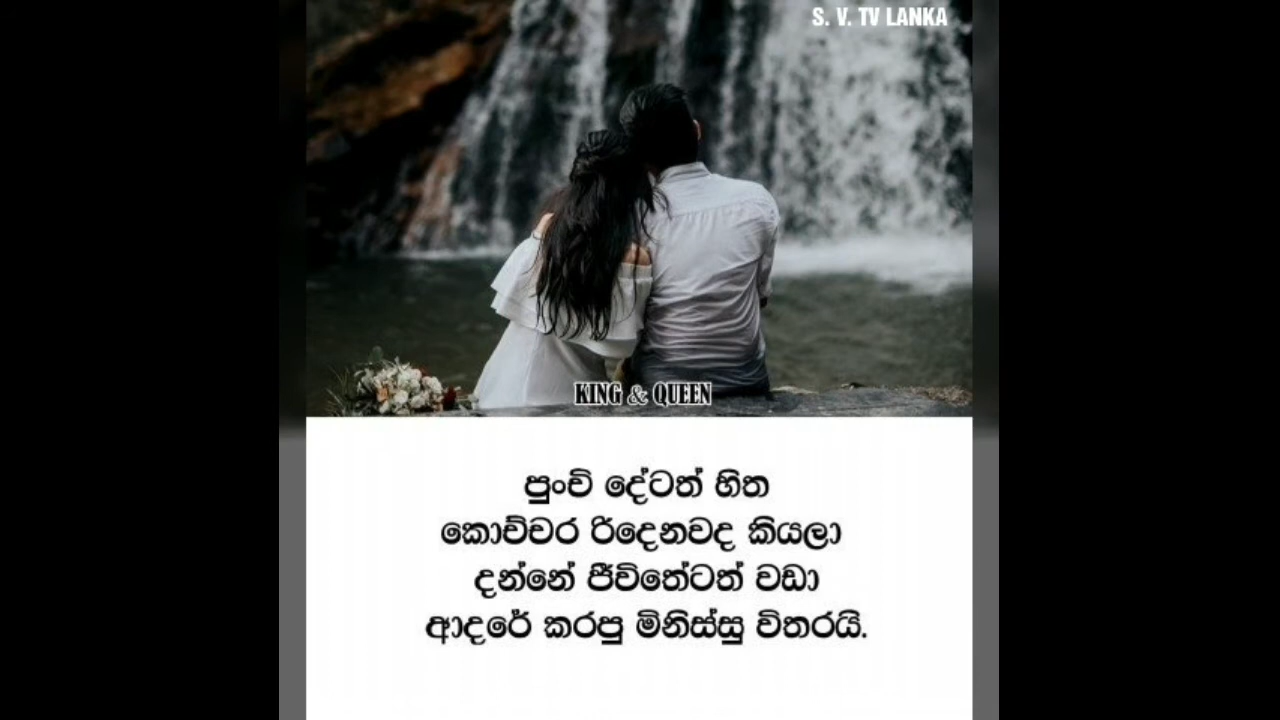 S. V. TV LANKA
KING & QUEEN
පුංචි දේටත් හිත
කොච්චර රිදෙනවද කියලා
දන්නේ ජීවිතේටත් වඩා
ආදරේ කරපු මිනිස්සු විතරයි.